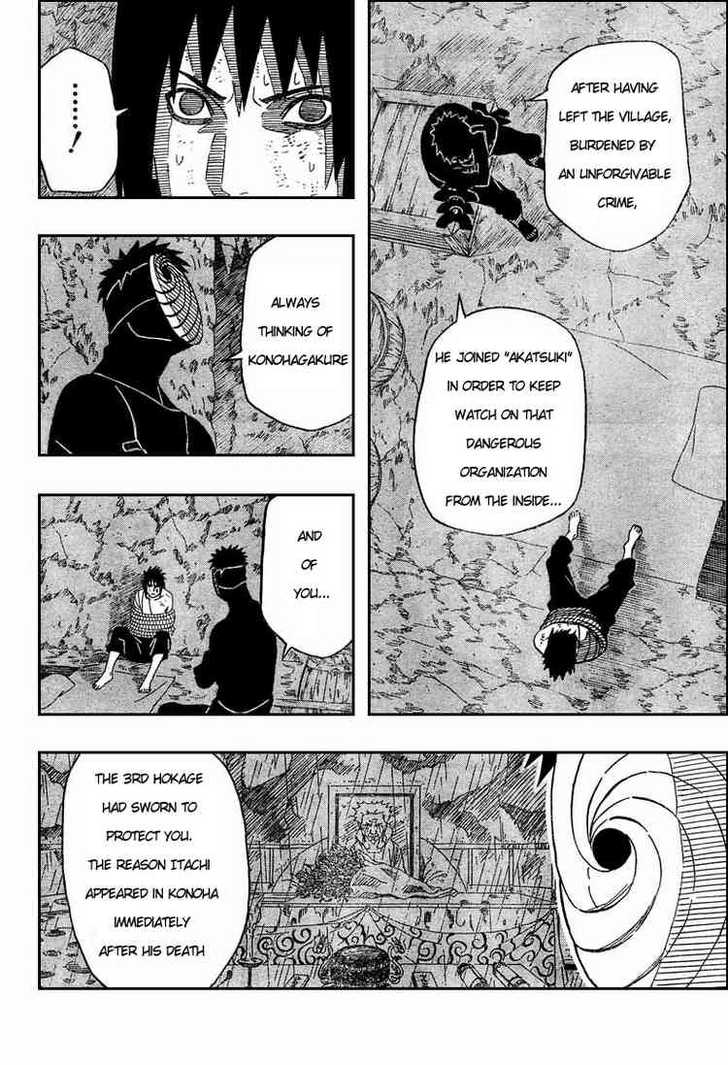 AFTER HAVING
LEFT THE VILLAGE,
BURDENED BY
AN UNFORGIVABLE
CRIME,
HE JOINED "AKATSUKI"
IN ORDER TO KEEP
WATCH ON THAT
DANGEROUS
ORGANIZATION
FROM THE INSIDE...
......!
ALWAYS
THINKING OF
KONOHAGAKURE
AND
OF
YOU...
THE 3RD HOKAGE
HAD SWORN TO
PROTECT YOU.
THE REASON ITACHI
APPEARED IN KONOHA
IMMEDIATELY
AFTER HIS DEATH